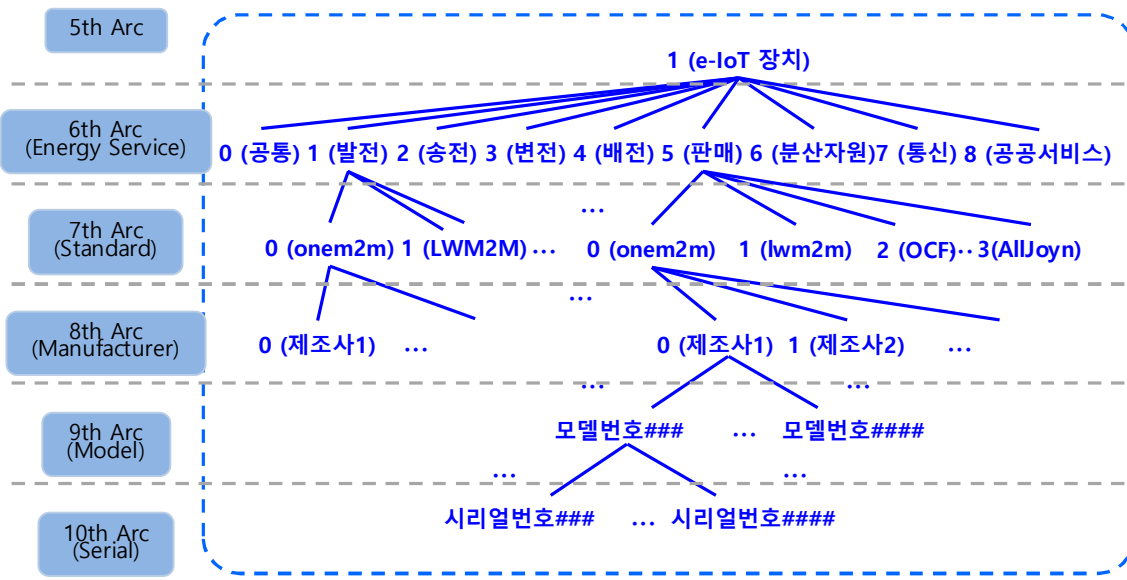 5th Arc
1 (e-IoT 장치)
6th Arc
(Energy Service)
0 (공통) 1 (발전) 2 (송전) 3 (변전) 4 (배전) 5 (판매) 6 (분산자원)7 (통신) 8 (공공서비스)
7th Arc
(Standard)
...
0 (onem2m) 1 (LWM2M) ... 0 (onem2m) 1 (lwm2m) 2 (OCF)... 3(AllJoyn)
...
8th Arc
(Manufacturer)
0 (제조사1) ... 0 (제조사1) 1 (제조사2) ...
... ...
9th Arc
(Model)
모델번호### ... 모델번호####
... ...
10th Arc
(Serial)
시리얼번호### ... 시리얼번호####